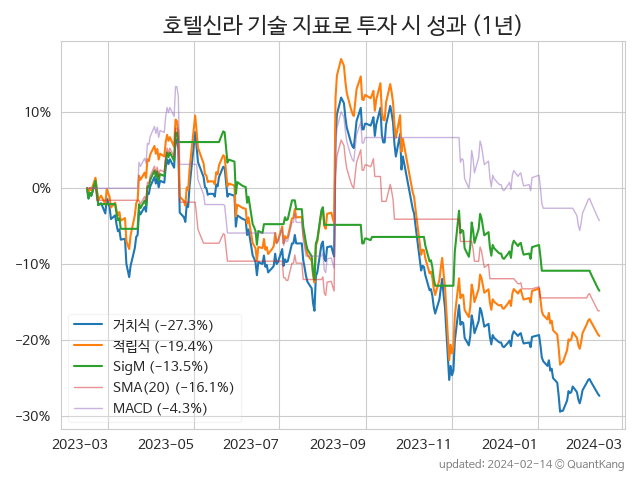 호텔신라 기술 지표로 투자 시 성과 (1년)
10%
0%
−10%
−20%
−30%
거치식 (−27.3%)
적립식 (−19.4%)
SigM (−13.5%)
SMA(20) (−16.1%)
MACD (−4.3%)
2023-03 2023-05 2023-07 2023-09 2023-11 2024-01 2024-03
updated: 2024-02-14 © QuantKang